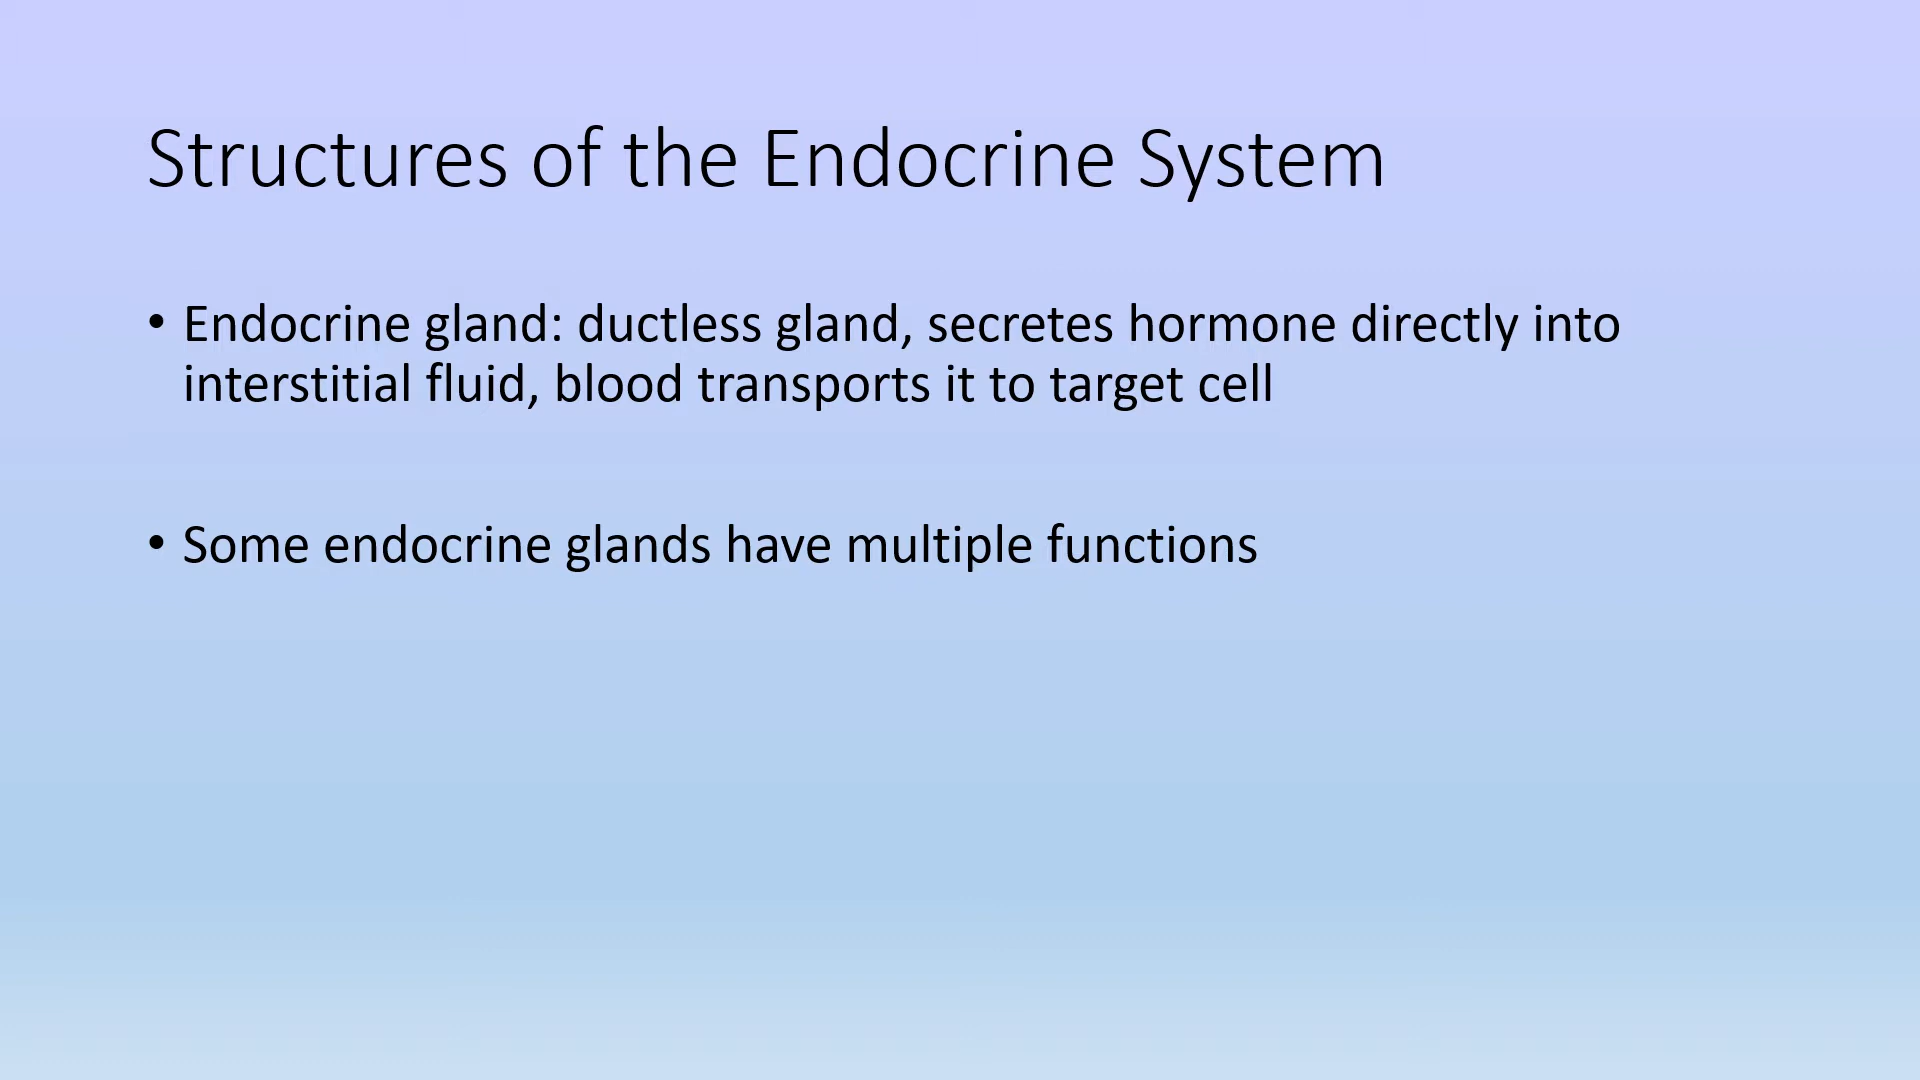 Structures of the Endocrine System
• Endocrine gland: ductless gland, secretes hormone directly into
interstitial fluid, blood transports it to target cell
• Some endocrine glands have multiple functions